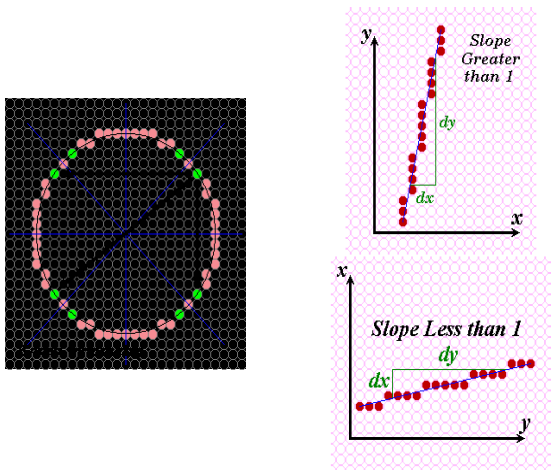 y
Slope
Greater
than 1
dy
dx
x
x
Slope Less than 1
dy
dx
y